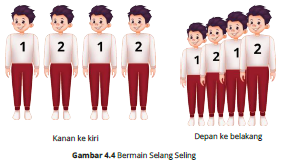 1 2 1 2
1 2 1 2
Kanan ke kiri
Depan ke belakang
Gambar 4.4 Bermain Selang Seling